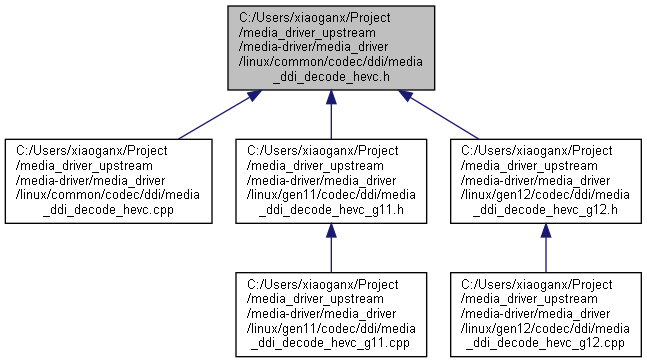 C:/Users/xiaoganx/Project
/media_driver_upstream
/media-driver/media_driver
/linux/common/codec/ddi/media
_ddi_decode_hevc.h
C:/Users/xiaoganx/Project
/media_driver_upstream
/media-driver/media_driver
/linux/common/codec/ddi/media
_ddi_decode_hevc.cpp
C:/Users/xiaoganx/Project
/media_driver_upstream
/media-driver/media_driver
/linux/gen11/codec/ddi/media
_ddi_decode_hevc_g11.h
C:/Users/xiaoganx/Project
/media_driver_upstream
/media-driver/media_driver
/linux/gen12/codec/ddi/media
_ddi_decode_hevc_g12.h
C:/Users/xiaoganx/Project
/media_driver_upstream
/media-driver/media_driver
/linux/gen11/codec/ddi/media
_ddi_decode_hevc_g11.cpp
C:/Users/xiaoganx/Project
/media_driver_upstream
/media-driver/media_driver
/linux/gen12/codec/ddi/media
_ddi_decode_hevc_g12.cpp